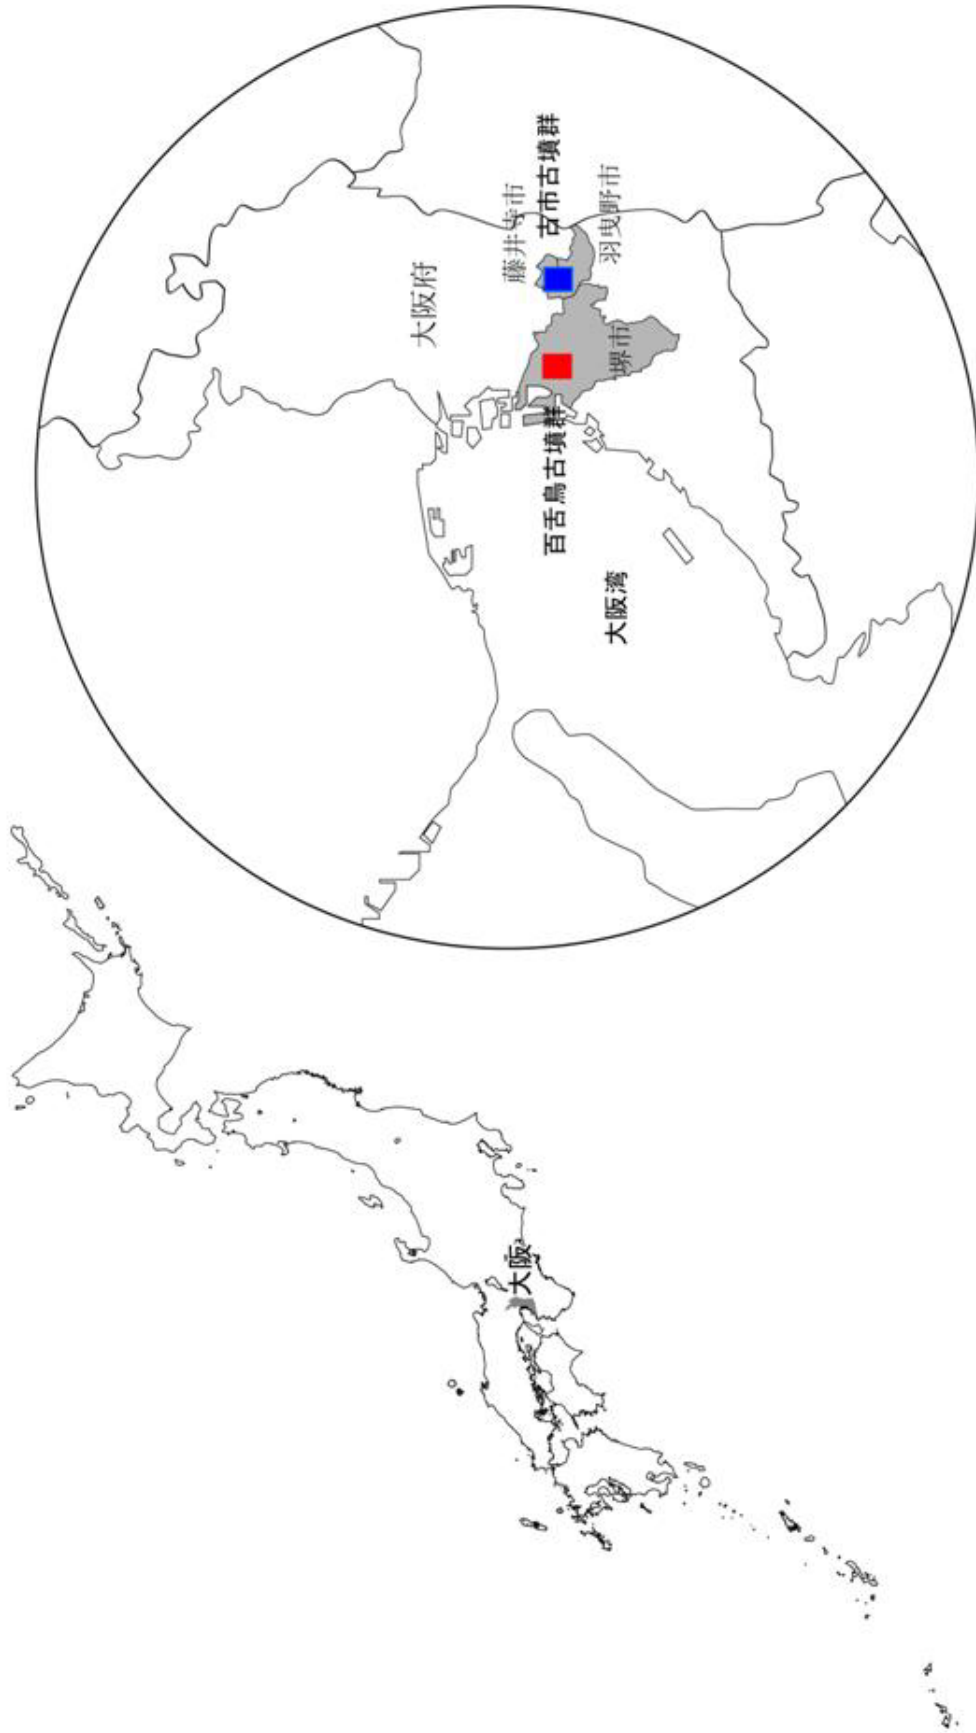 大阪府
藤井寺市
古市古墳群
羽曳野市
堺市
百舌鳥古墳群
大阪湾
大阪